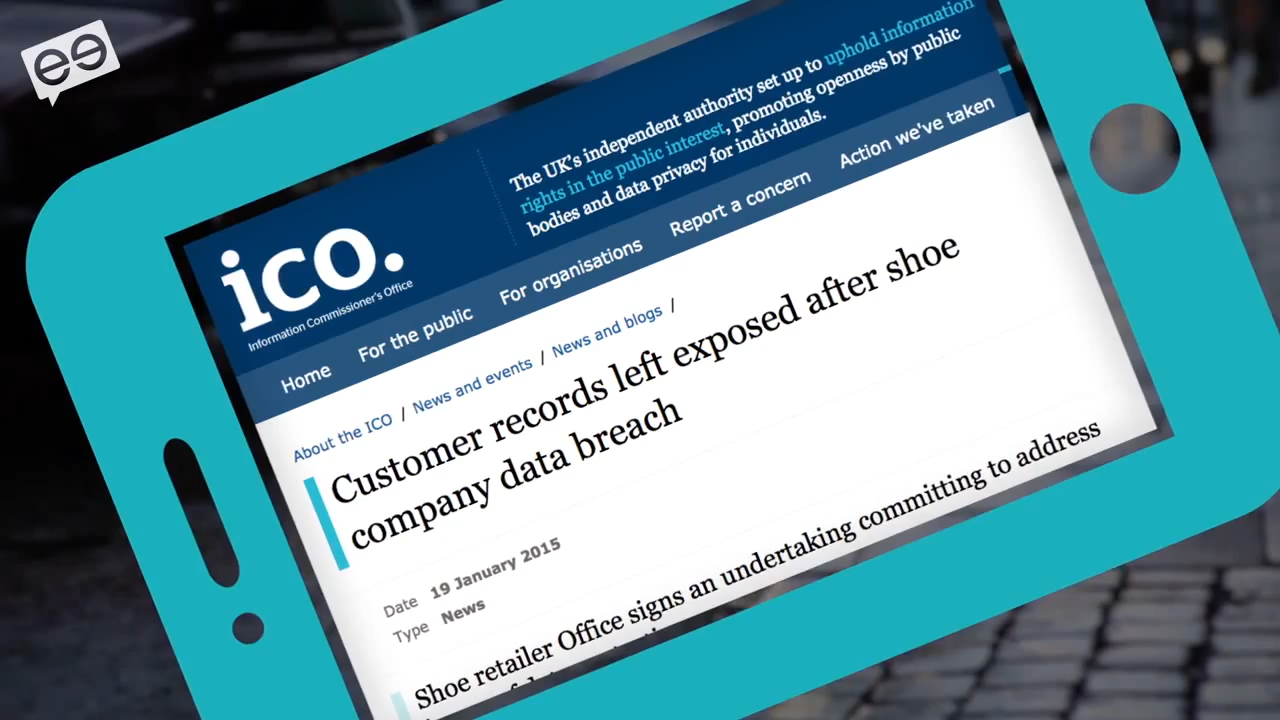 ee
The UK's independent authority set up to uphold information
rights in the public interest, promoting openness by public
bodies and data privacy for individuals.
ico.
Information Commissioner's Office
Home For the public For organisations Report a concern Action we've taken
About the ICO / News and events / News and blogs /
Customer records left exposed after shoe
company data breach
Date 19 January 2015
Type News
Shoe retailer Office signs an undertaking committing to address